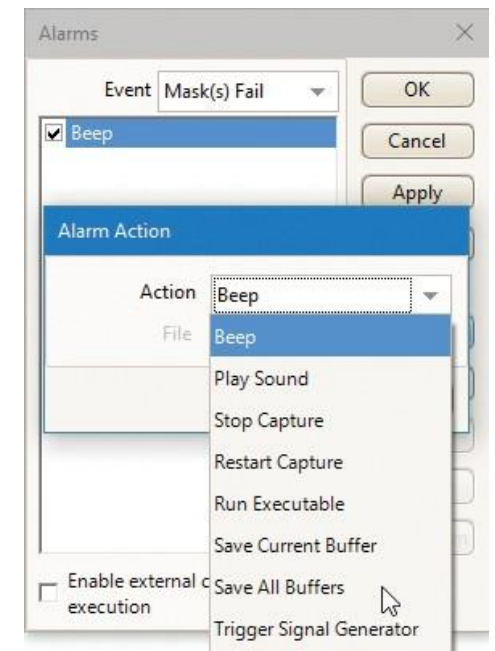 Alarms
Event Mask(s) Fail
OK
Beep
Cancel
Apply
Alarm Action
Action Beep
File
Beep
Play Sound
Stop Capture
Restart Capture
Run Executable
Save Current Buffer
Save All Buffers
Trigger Signal Generator
Enable external
execution